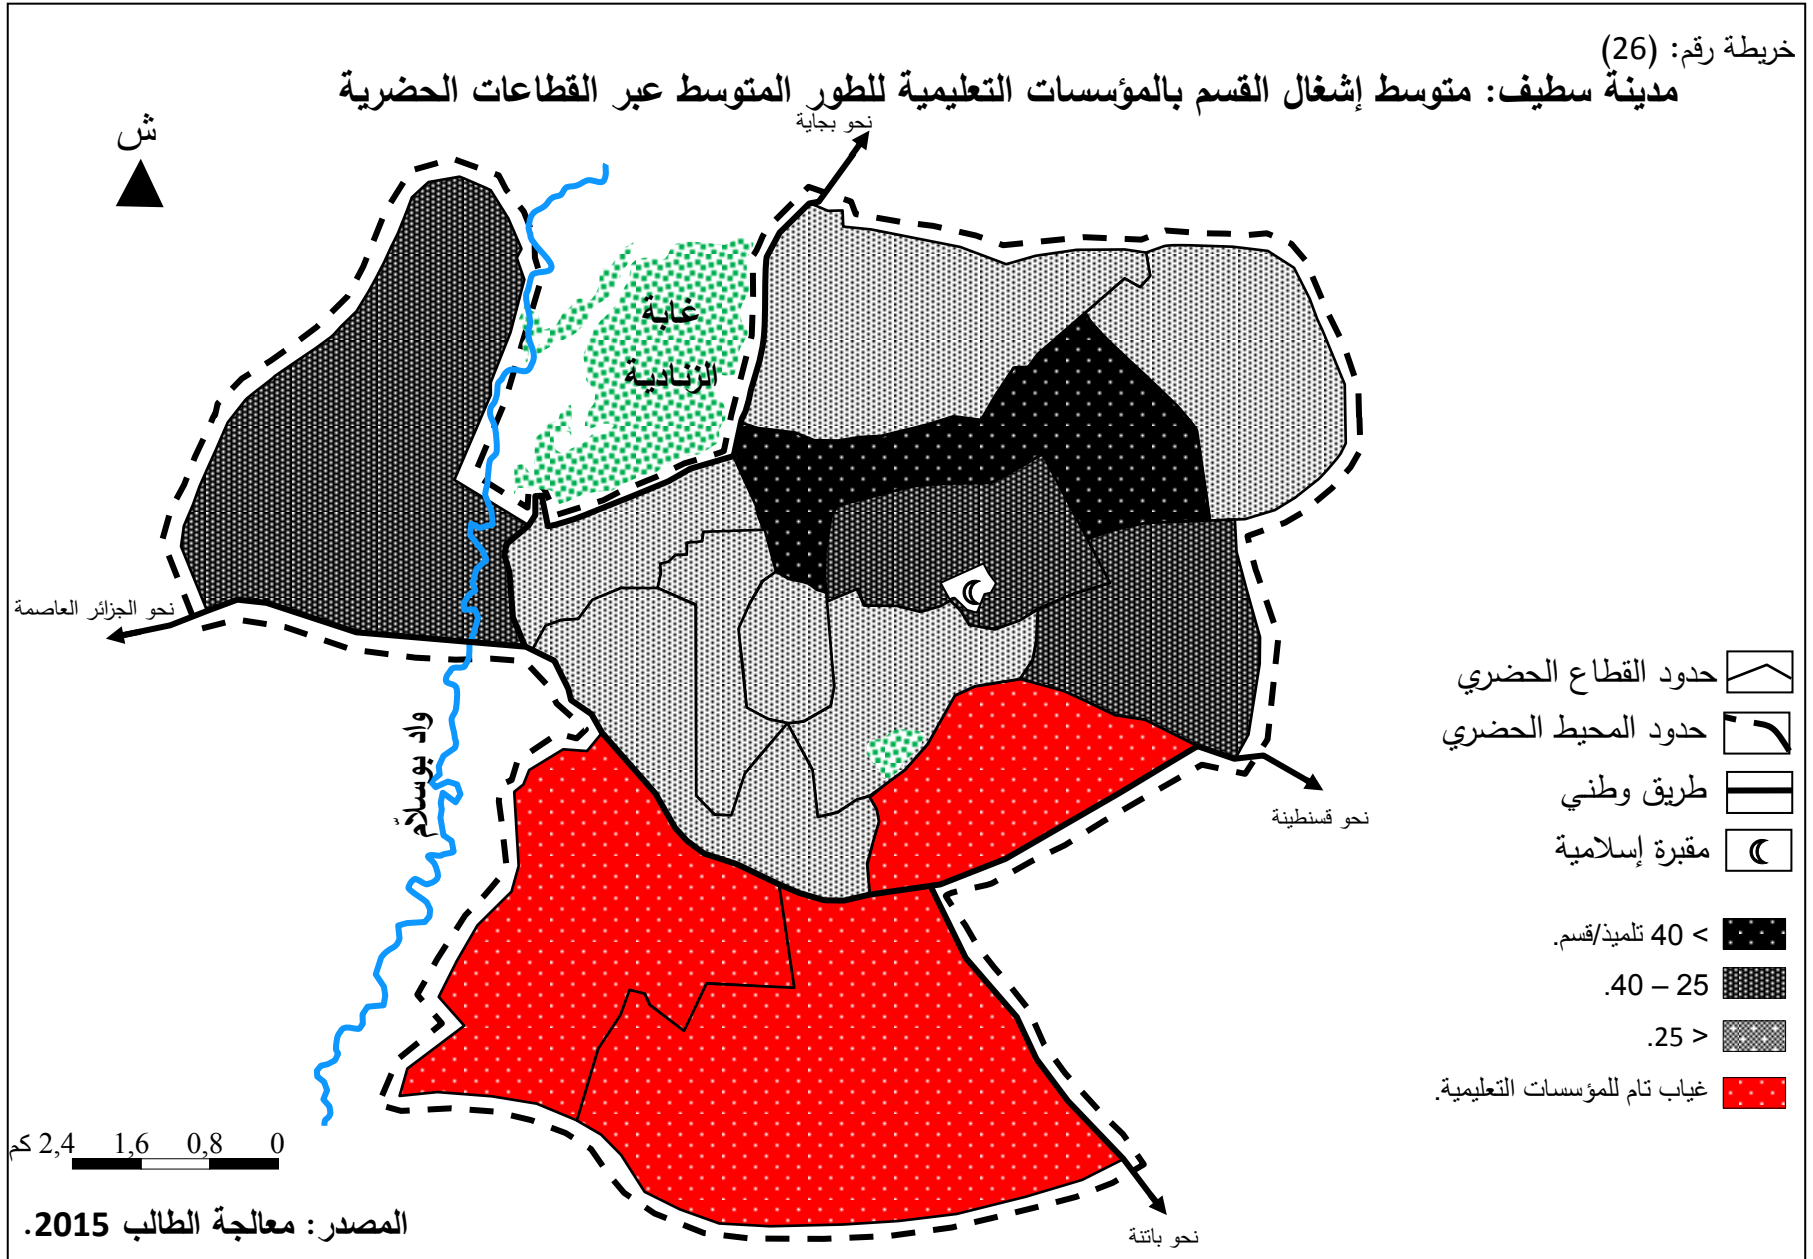 خريطة رقم: (26)
مدينة سطيف: متوسط إشغال القسم بالمؤسسات التعليمية للطور المتوسط عبر القطاعات الحضرية
نحو بجاية
ش
غابة
الزنادية
نحو الجزائر العاصمة
واد بوسلاّم
نحو قسنطينة
نحو باتنة
حدود القطاع الحضري
حدود المحيط الحضري
طريق وطني
مقبرة إسلامية
> 40 تلميذ/قسم.
25 – 40.
< 25.
غياب تام للمؤسسات التعليمية.
0 0,8 1,6 2,4 كم
المصدر: معالجة الطالب 2015.